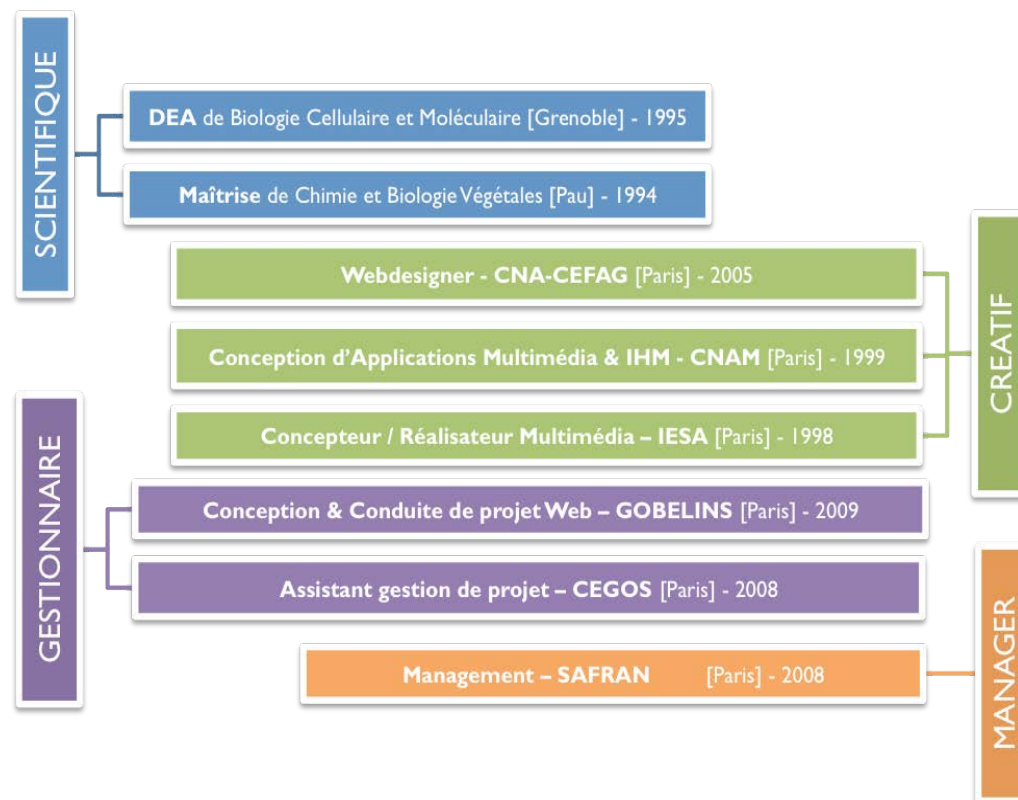 SCIENTIFIQUE
DEA de Biologie Cellulaire et Moléculaire [Grenoble] - 1995
Maîtrise de Chimie et Biologie Végétales [Pau] - 1994
CREATIF
Webdesigner - CNA-CEFAG [Paris] - 2005
Conception d'Applications Multimédia & IHM - CNAM [Paris] - 1999
Concepteur / Réalisateur Multimédia – IESA [Paris] - 1998
GESTIONNAIRE
Conception & Conduite de projet Web – GOBELINS [Paris] - 2009
Assistant gestion de projet – CEGOS [Paris] - 2008
MANAGER
Management – SAFRAN [Paris] - 2008